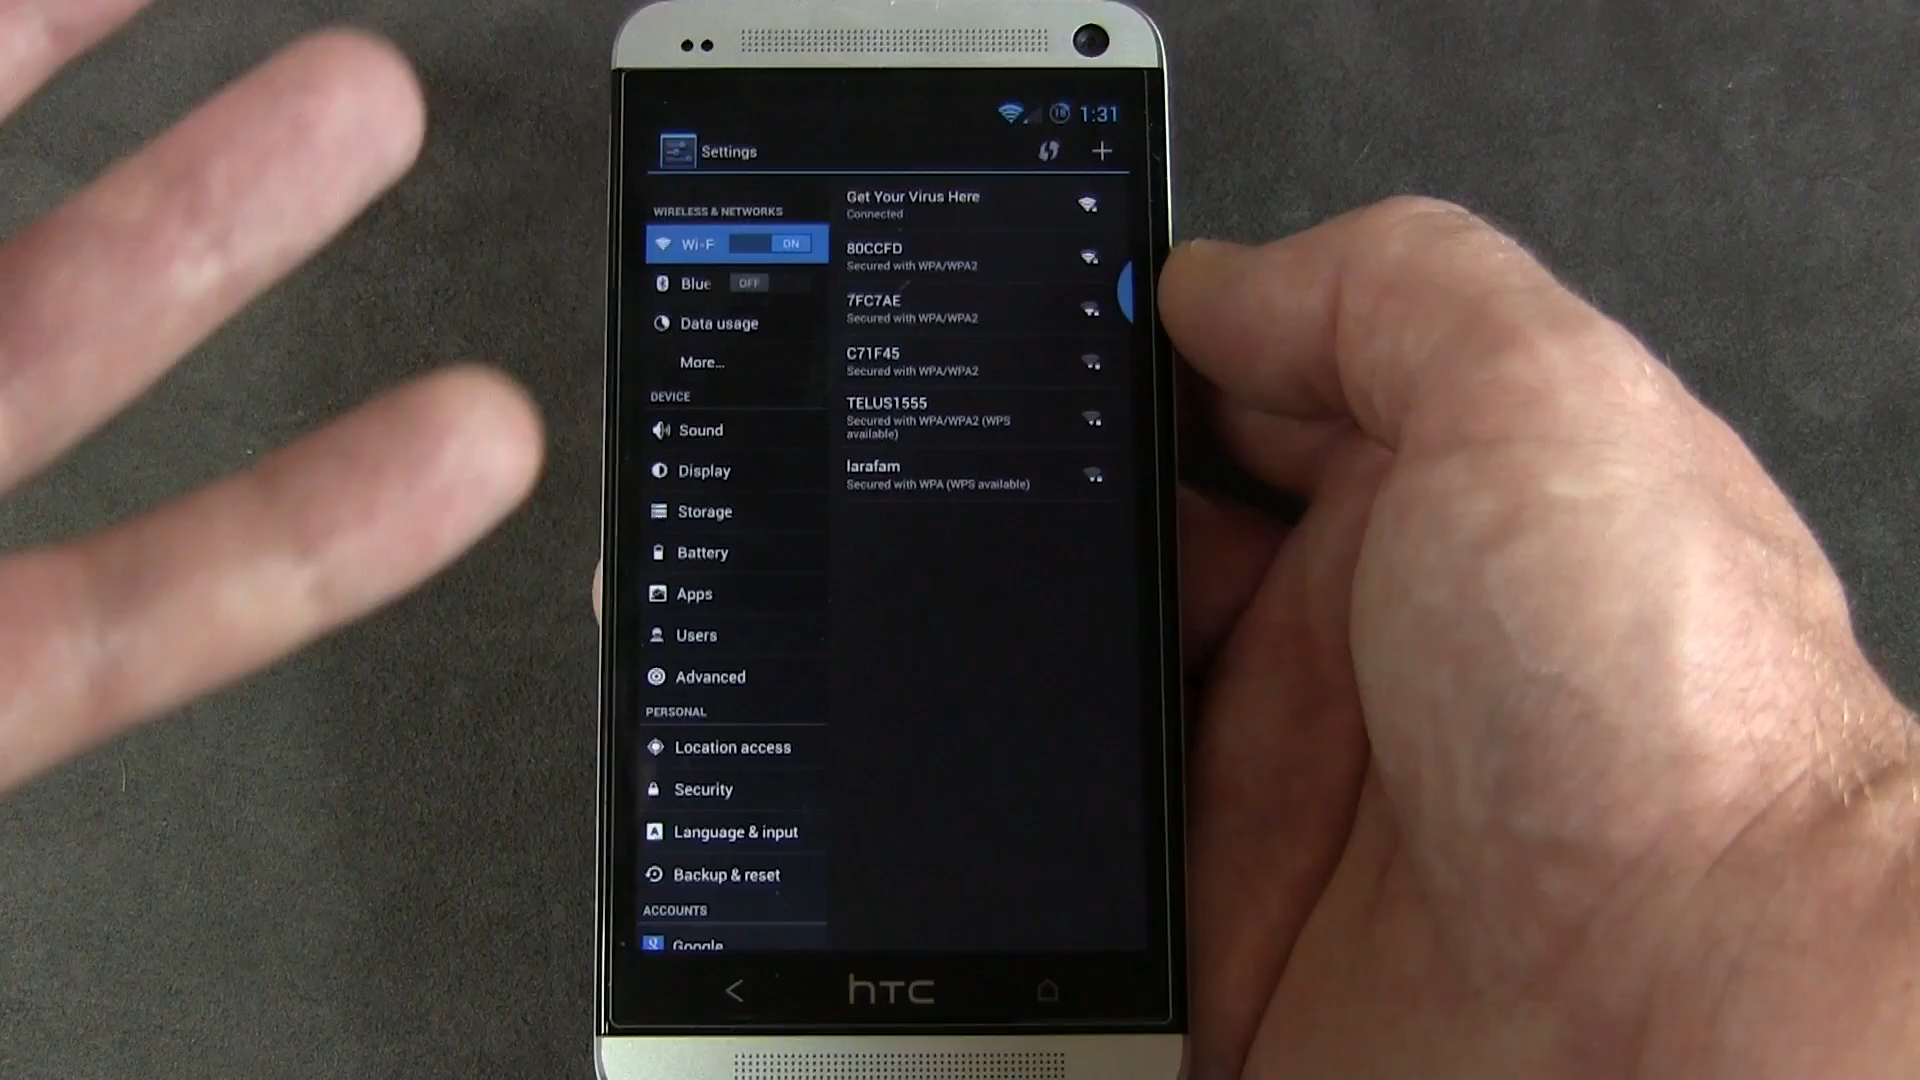 18 1:31
Settings
WIRELESS & NETWORKS
Wi-F ON
Blue OFF
Data usage
More...
DEVICE
Sound
Display
Storage
Battery
Apps
Users
Advanced
PERSONAL
Location access
Security
A Language & input
Backup & reset
ACCOUNTS
8 Google
Get Your Virus Here
Connected
80CCFD
Secured with WPA/WPA2
7FC7AE
Secured with WPA/WPA2
C71F45
Secured with WPA/WPA2
TELUS1555
Secured with WPA/WPA2 (WPS
available)
larafam
Secured with WPA (WPS available)
hTC